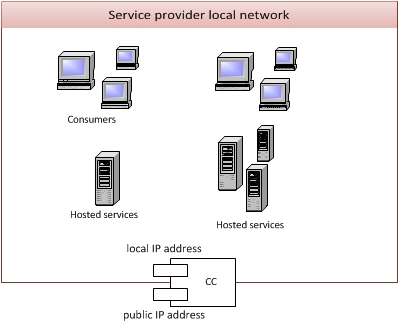 Service provider local network
Consumers
Hosted services
Hosted services
local IP address
CC
public IP address